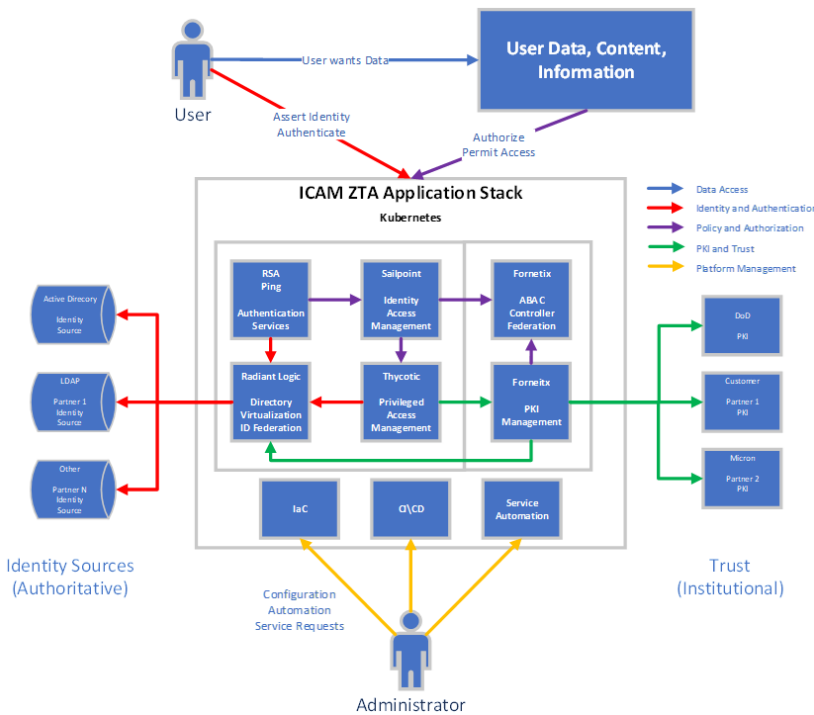 User Data, Content,
Information
User wants Data
User
Assert Identity
Authenticate
Authorize
Permit Access
ICAM ZTA Application Stack
Kubernetes
Data Access
Identity and Authentication
Policy and Authorization
PKI and Trust
Platform Management
RSA
Ping
Authentication
Services
Sailpoint
Identity
Access
Management
Fornetix
ABAC
Controller
Federation
Radiant Logic
Directory
Virtualization
ID Federation
Thycotic
Privileged
Access
Management
Forneitx
PKI
Management
Active Directory
Identity
Source
LDAP
Partner 1
Identity
Source
Other
Partner N
Identity
Source
Identity Sources
(Authoritative)
DoD
PKI
Customer
Partner 1
PKI
Micron
Partner 2
PKI
Trust
(Institutional)
IaC
CI\CD
Service
Automation
Configuration
Automation
Service Requests
Administrator